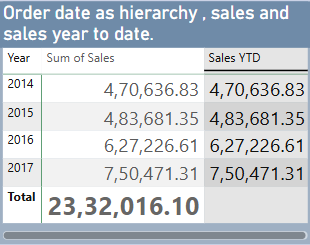 Order date as hierarchy , sales and
sales year to date.
Year Sum of Sales Sales YTD
2014 4,70,636.83 4,70,636.83
2015 4,83,681.35 4,83,681.35
2016 6,27,226.61 6,27,226.61
2017 7,50,471.31 7,50,471.31
Total 23,32,016.10